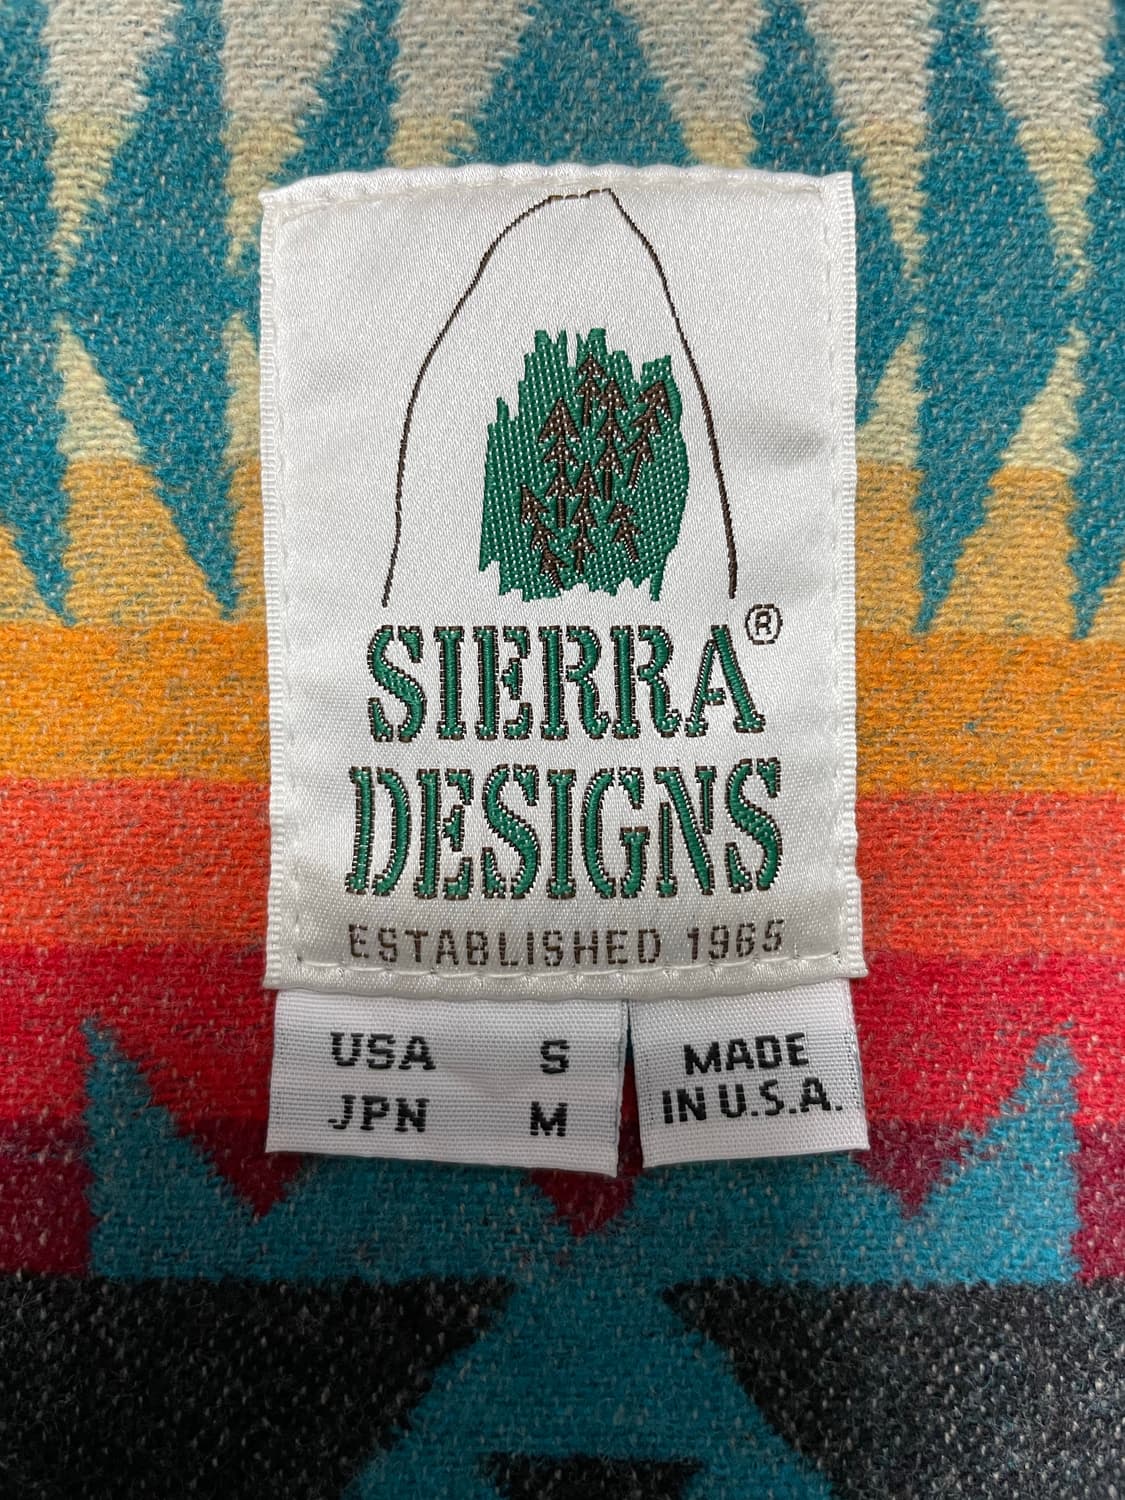 SIERRA®
DESIGNS
ESTABLISHED 1965
USA S
JPN M
MADE
IN U.S.A.